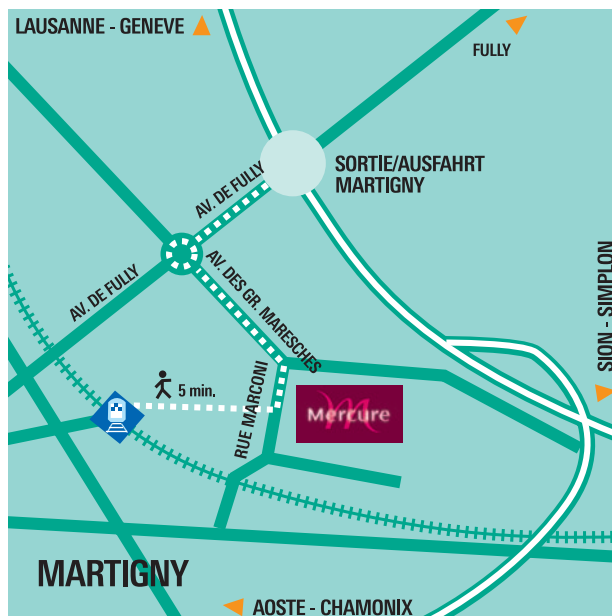 LAUSANNE - GENEVE
FULLY
SORTIE/AUSFAHRT
MARTIGNY
AV. DE FULLY
AV. DE FULLY
AV. DES GR. MARESCHES
SION - SIMPLON
5 min.
RUE MARCONI
Mercure
MARTIGNY
AOSTE - CHAMONIX